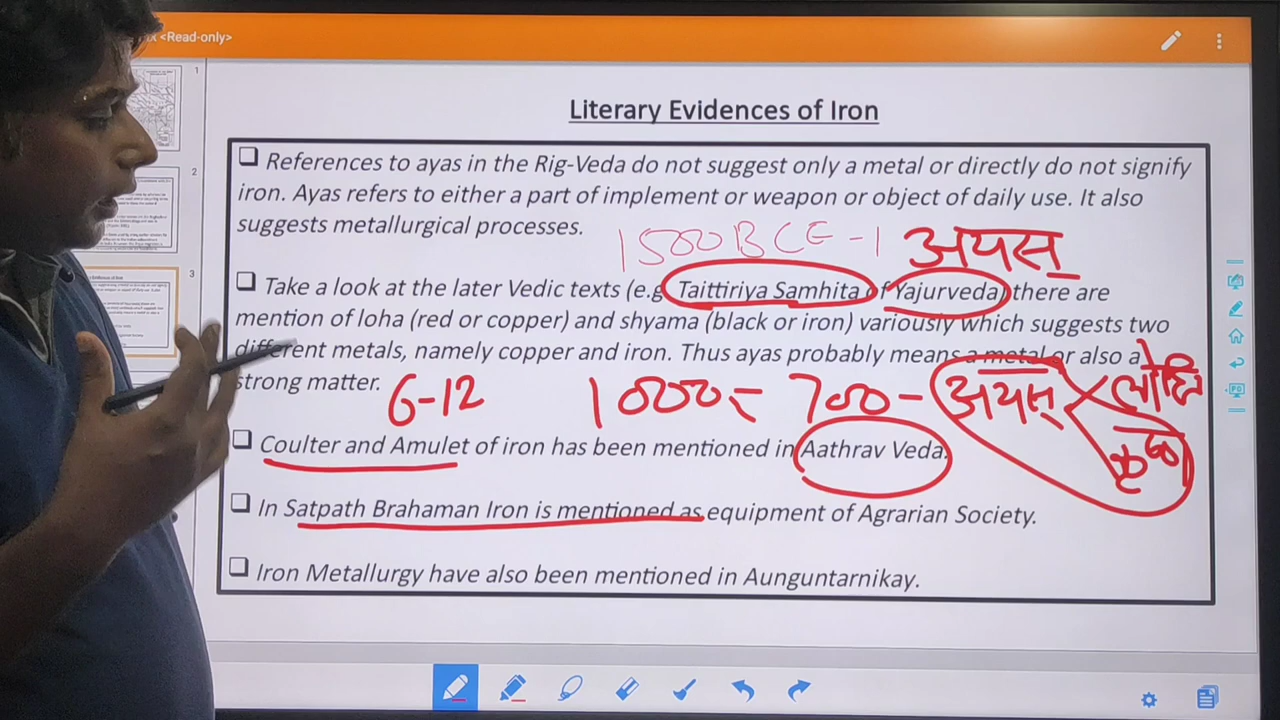 <Read-only>
Literary Evidences of Iron
References to ayas in the Rig-Veda do not suggest only a metal or directly do not signify
iron. Ayas refers to either a part of implement or weapon or object of daily use. It also
suggests metallurgical processes.
1500 BCE - 1 अयस
Take a look at the later Vedic texts (e.g Taittiriya Samhita of Yajurveda) there are
mention of loha (red or copper) and shyama (black or iron) variously which suggests two
different metals, namely copper and iron. Thus ayas probably means a metal or also a
strong matter.
6-12 1000 = 700 - अयस
Coulter and Amulet of iron has been mentioned in Aathrav Veda.
In Satpath Brahaman Iron is mentioned as equipment of Agrarian Society.
Iron Metallurgy have also been mentioned in Aunguntarnikay.
1
2
3